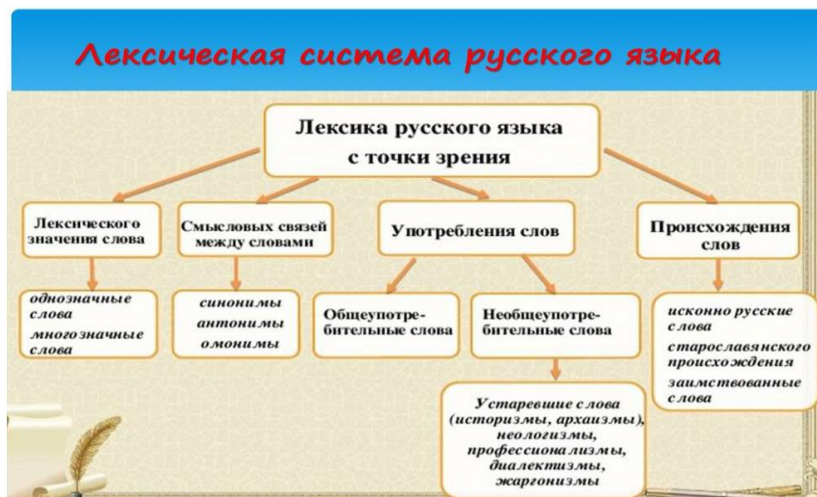 Лексическая система русского языка
Лексика русского языка
с точки зрения
Лексического
значения слова
Смысловых связей
между словами
Употребления слов
Происхождения
слов
однозначные
слова
многозначные
слова
синонимы
антонимы
омонимы
Общеупотре-
бительные слова
Необщеупотре-
бительные слова
исконно русские
слова
старославянского
происхождения
заимствованные
слова
Устаревшие слова
(историзмы, архаизмы),
неологизмы,
профессионализмы,
диалектизмы,
жаргонизмы